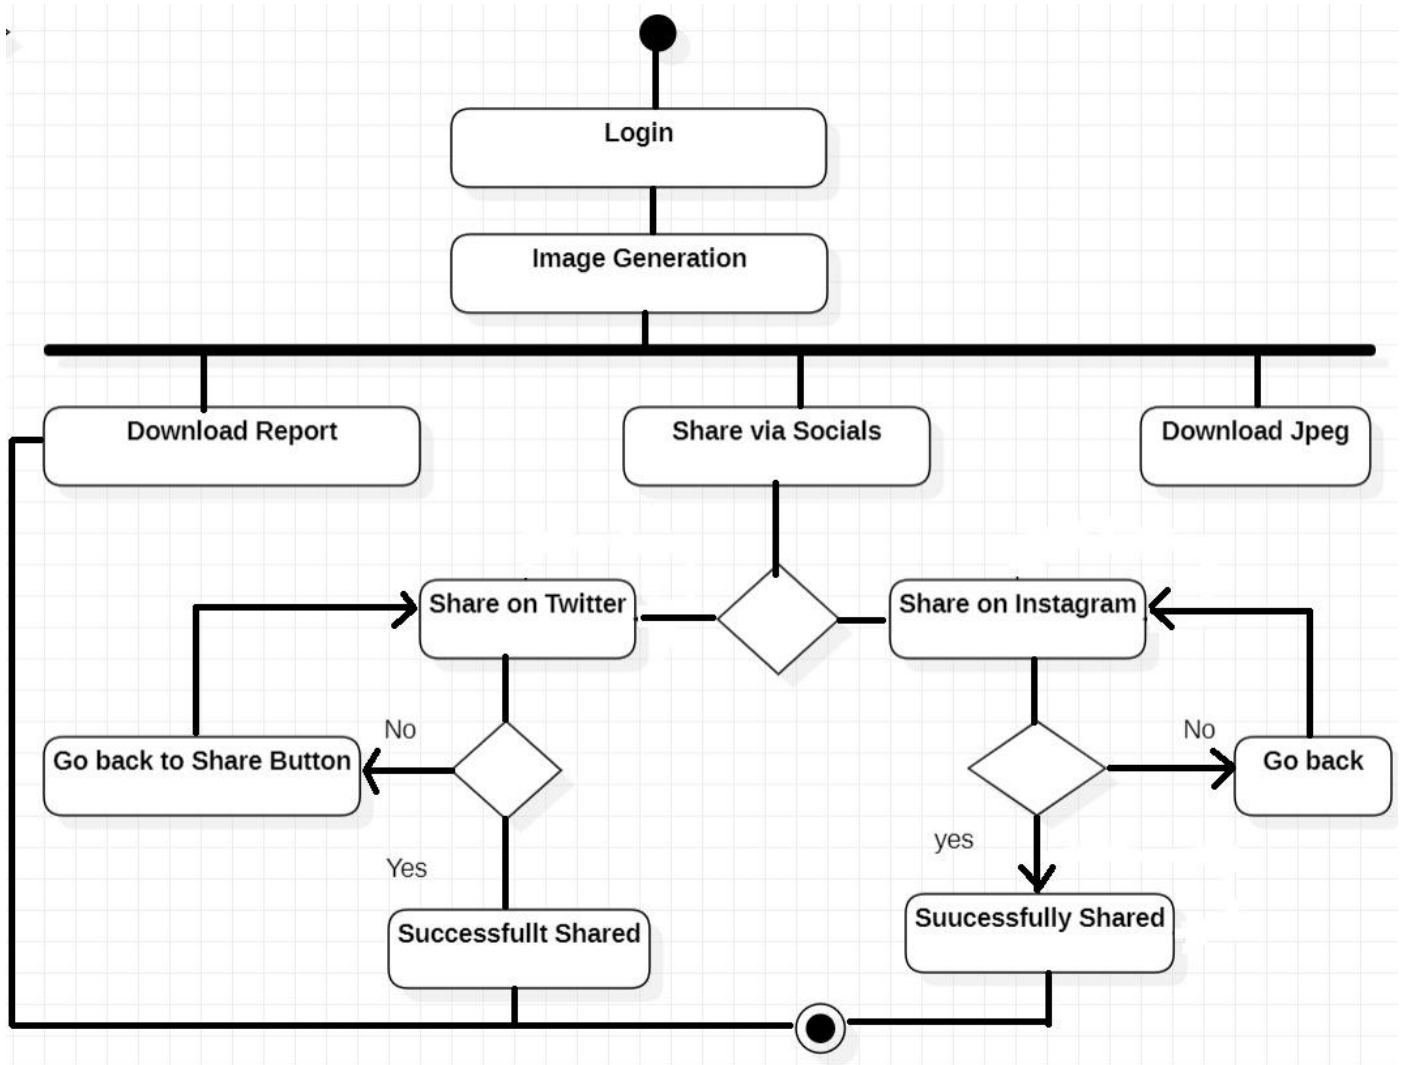 Login
Image Generation
Download Report
Share via Socials
Download Jpeg
Share on Twitter
Share on Instagram
No
No
Go back to Share Button
Go back
yes
Yes
Successfullt Shared
Suucessfully Shared